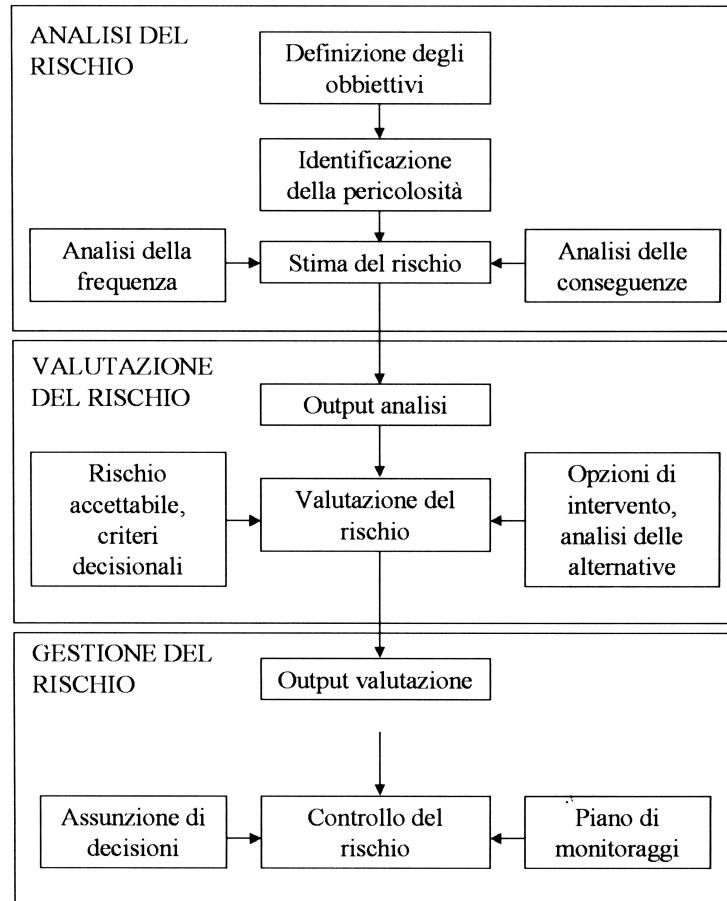 ANALISI DEL
RISCHIO
Definizione degli
obbiettivi
Identificazione
della pericolosità
Analisi della
frequenza
Stima del rischio
Analisi delle
conseguenze
VALUTAZIONE
DEL RISCHIO
Output analisi
Rischio
accettabile,
criteri
decisionali
Valutazione del
rischio
Opzioni di
intervento,
analisi delle
alternative
GESTIONE DEL
RISCHIO
Output valutazione
Assunzione di
decisioni
Controllo del
rischio
Piano di
monitoraggi